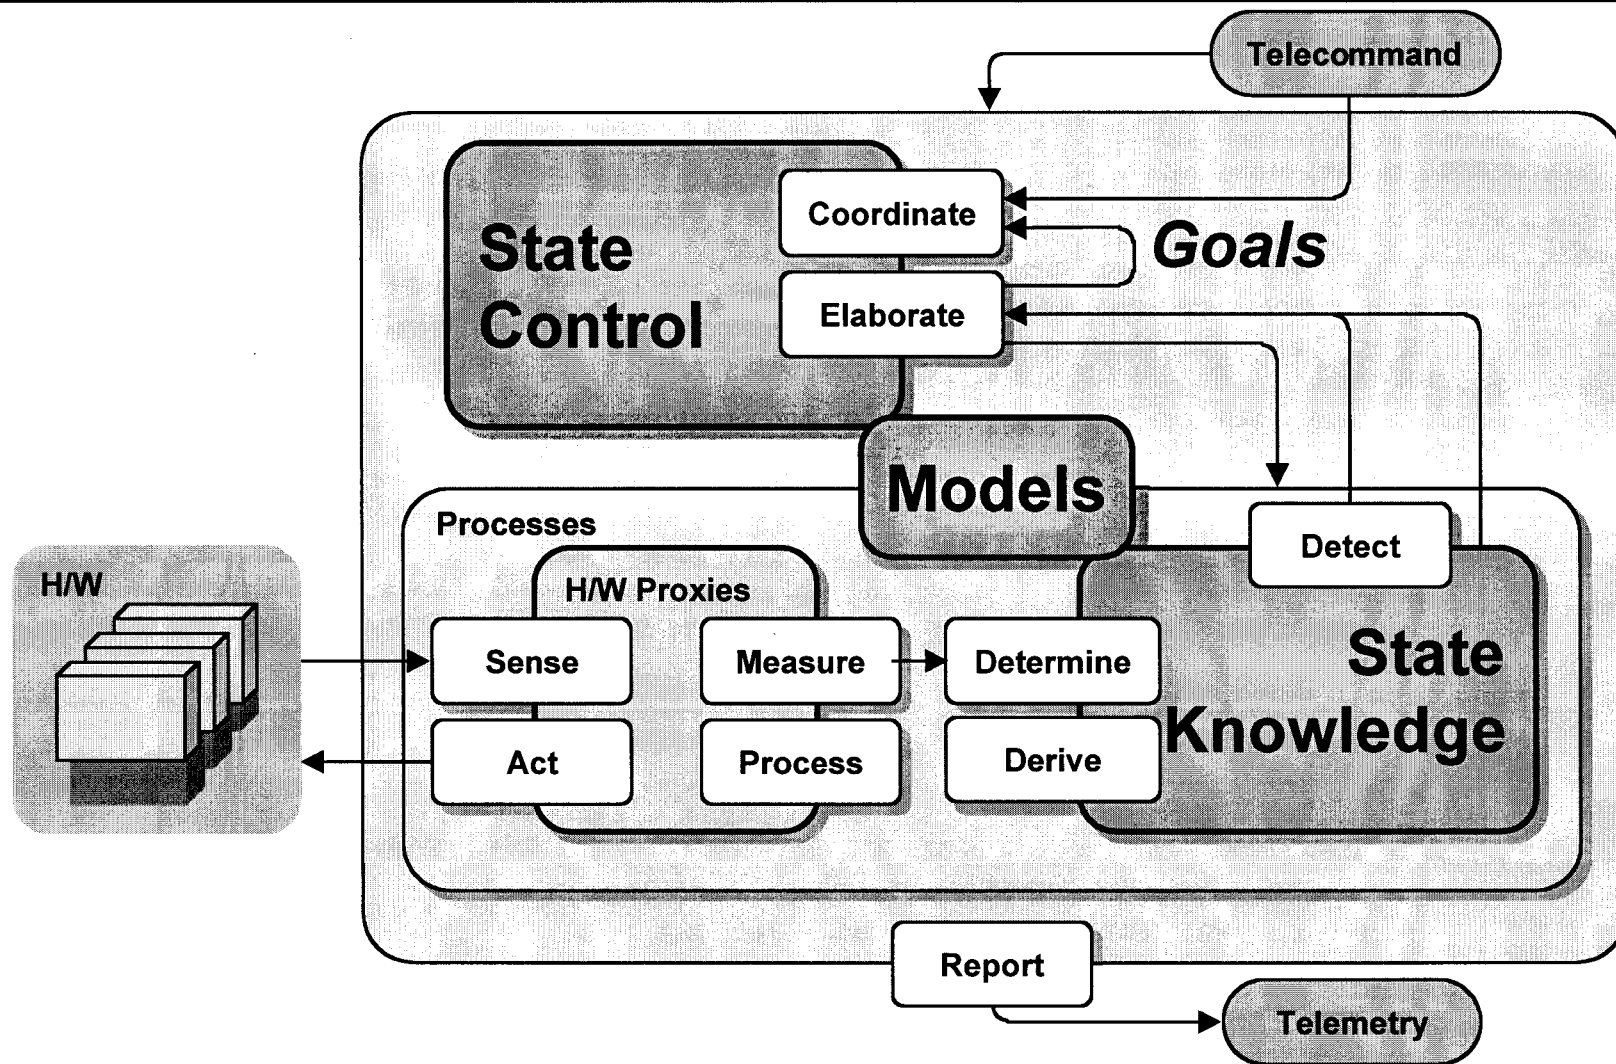 Telecommand
Coordinate
State
Control
Goals
Elaborate
Models
Processes
Detect
H/W
H/W Proxies
Sense
Measure
Determine
State
Knowledge
Act
Process
Derive
Report
Telemetry